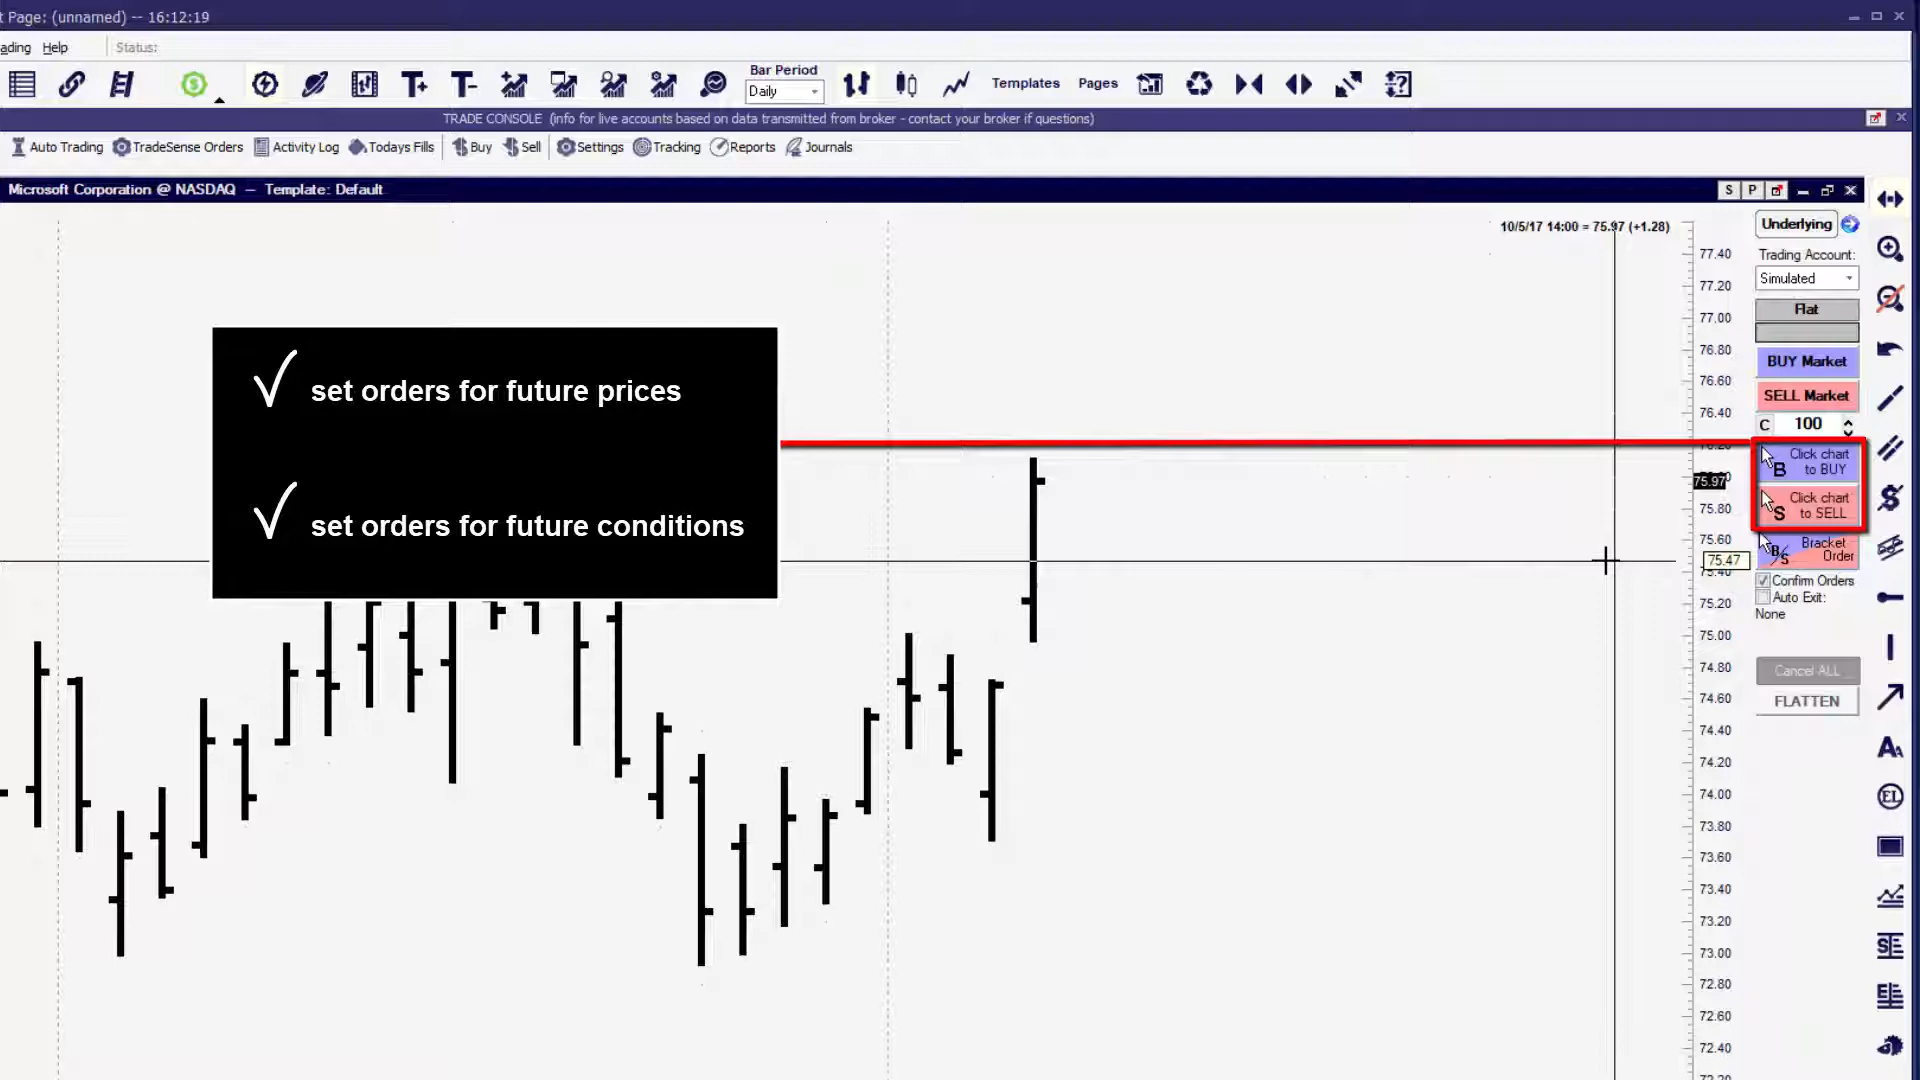 t Page: (unnamed) -- 16:12:19
ading Help Status:
Bar Period
Daily
Templates Pages
TRADE CONSOLE (info for live accounts based on data transmitted from broker - contact your broker if questions)
Auto Trading TradeSense Orders Activity Log Todays Fills Buy Sell Settings Tracking Reports Journals
Microsoft Corporation @ NASDAQ – Template: Default
S P
10/5/17 14:00 = 75.97 (+1.28)
√ set orders for future prices
√ set orders for future conditions
77.40
77.20
77.00
76.80
76.60
76.40
76.20
75.97
75.80
75.60
75.47
75.40
75.20
75.00
74.80
74.60
74.40
74.20
74.00
73.80
73.60
73.40
73.20
73.00
72.80
72.60
72.40
Underlying
Trading Account:
Simulated
Flat
BUY Market
SELL Market
C 100
B Click chart
to BUY
S Click chart
to SELL
B/S Bracket
Order
Confirm Orders
Auto Exit:
None
Cancel ALL
FLATTEN